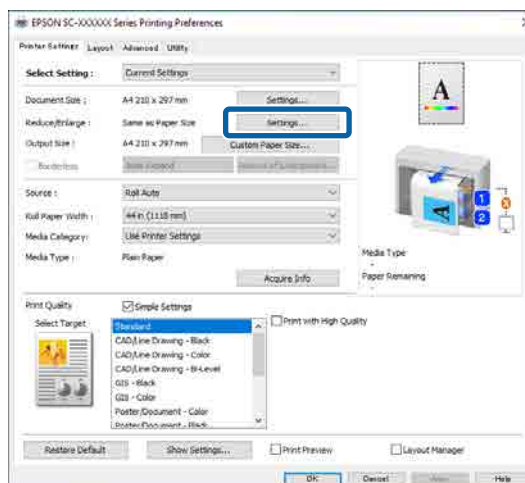 EPSON SC-XXXXXX Series Printing Preferences
Printer Settings Layout Advanced Utility
Select Setting : Current Settings
Document Size : A4 210 x 297 mm Settings...
Reduce/Enlarge : Same as Paper Size Settings...
Output Size : A4 210 x 297 mm Custom Paper Size...
Borderless
Source : Roll Auto
Roll Paper Width : 44 in (1118 mm)
Media Category : Use Printer Settings
Media Type : Plain Paper
Acquire Info
A
A
1
2
Media Type
-
Paper Remaining
-
Print Quality Simple Settings
Select Target
Standard
CAD/Line Drawing - Black
CAD/Line Drawing - Color
CAD/Line Drawing - Bi-Level
GIS - Black
GIS - Color
Poster/Document - Color
Poster/Document - Black
Print with High Quality
Restore Default Show Settings... Print Preview Layout Manager
OK Cancel Help